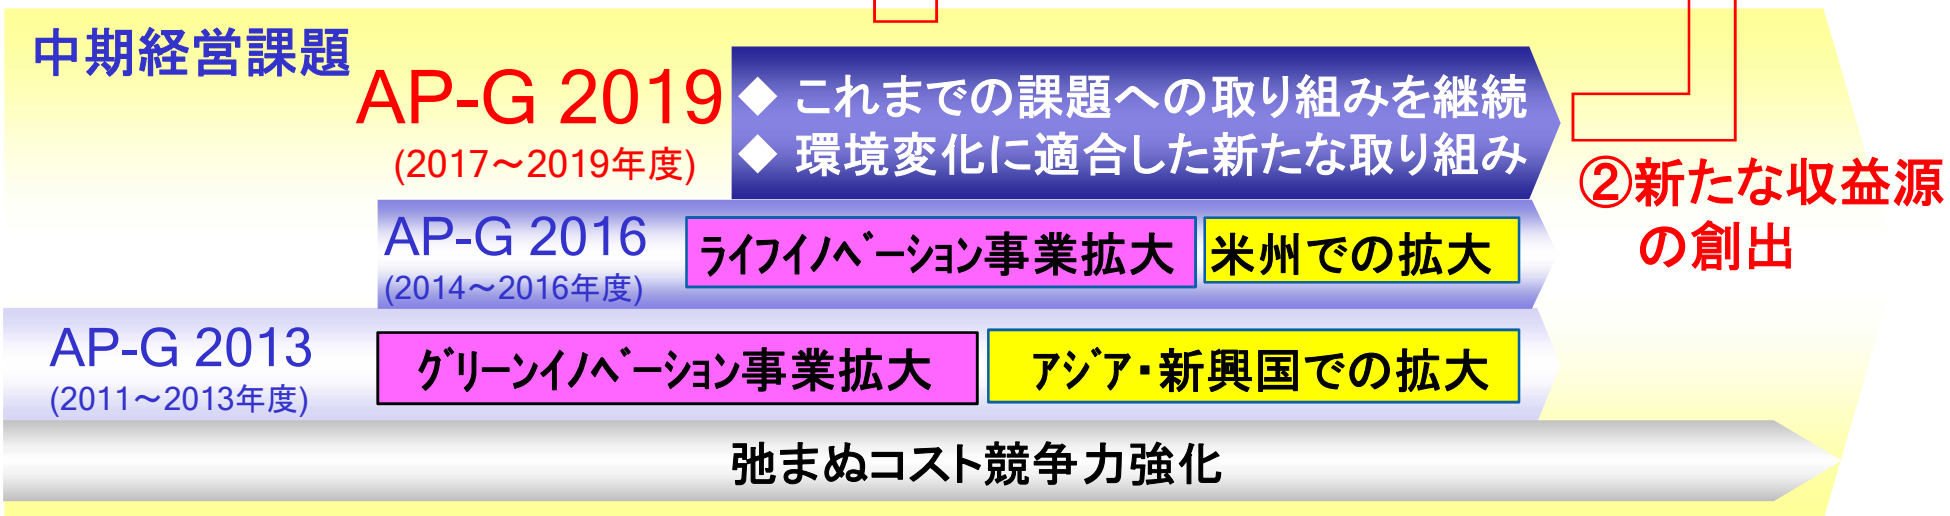 中期経営課題
AP-G 2019
(2017～2019年度)
◆ これまでの課題への取り組みを継続
◆ 環境変化に適合した新たな取り組み
②新たな収益源
の創出
AP-G 2016
(2014～2016年度)
ﾗｲﾌｲﾉﾍﾞｰｼｮﾝ事業拡大
米州での拡大
AP-G 2013
(2011～2013年度)
ｸﾞﾘｰﾝｲﾉﾍﾞｰｼｮﾝ事業拡大
ｱｼﾞｱ･新興国での拡大
弛まぬコスト競争力強化